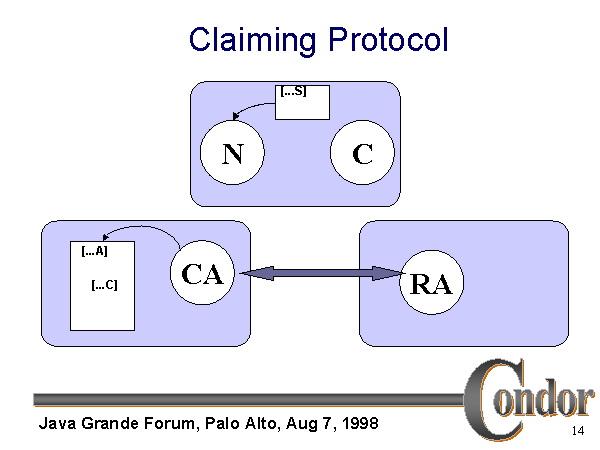 Claiming Protocol
[...S]
N
C
[...A]
[...C]
CA
RA
Condor
Java Grande Forum, Palo Alto, Aug 7, 1998
14